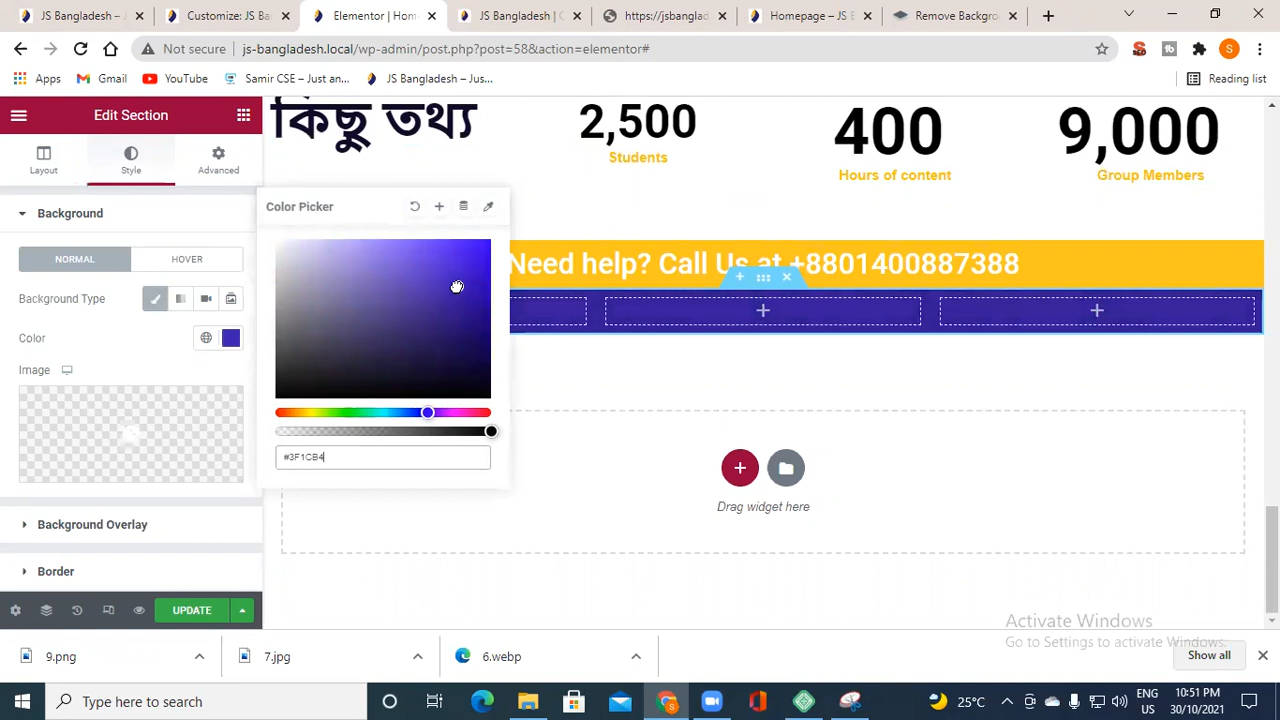 JS Bangladesh –
Customize: JS Ban
Elementor | Hom
JS Bangladesh | C
https://jsbanglad
Homepage – JS E
Remove Backgro
Not secure
js-bangladesh.local/wp-admin/post.php?post=58&action=elementor#
S
Apps
Gmail
YouTube
Samir CSE – Just an...
JS Bangladesh – Jus...
Reading list
Edit Section
Layout
Style
Advanced
কিছু তথ্য
2,500
Students
400
Hours of content
9,000
Group Members
Background
NORMAL
HOVER
Background Type
Color
Image
Color Picker
#3F1CB4
Need help? Call Us at +8801400887388
Drag widget here
Background Overlay
Border
UPDATE
Activate Windows
Go to Settings to activate Windows.
9.png
7.jpg
6.webp
Show all
Type here to search
25°C
ENG
US
10:51 PM
30/10/2021